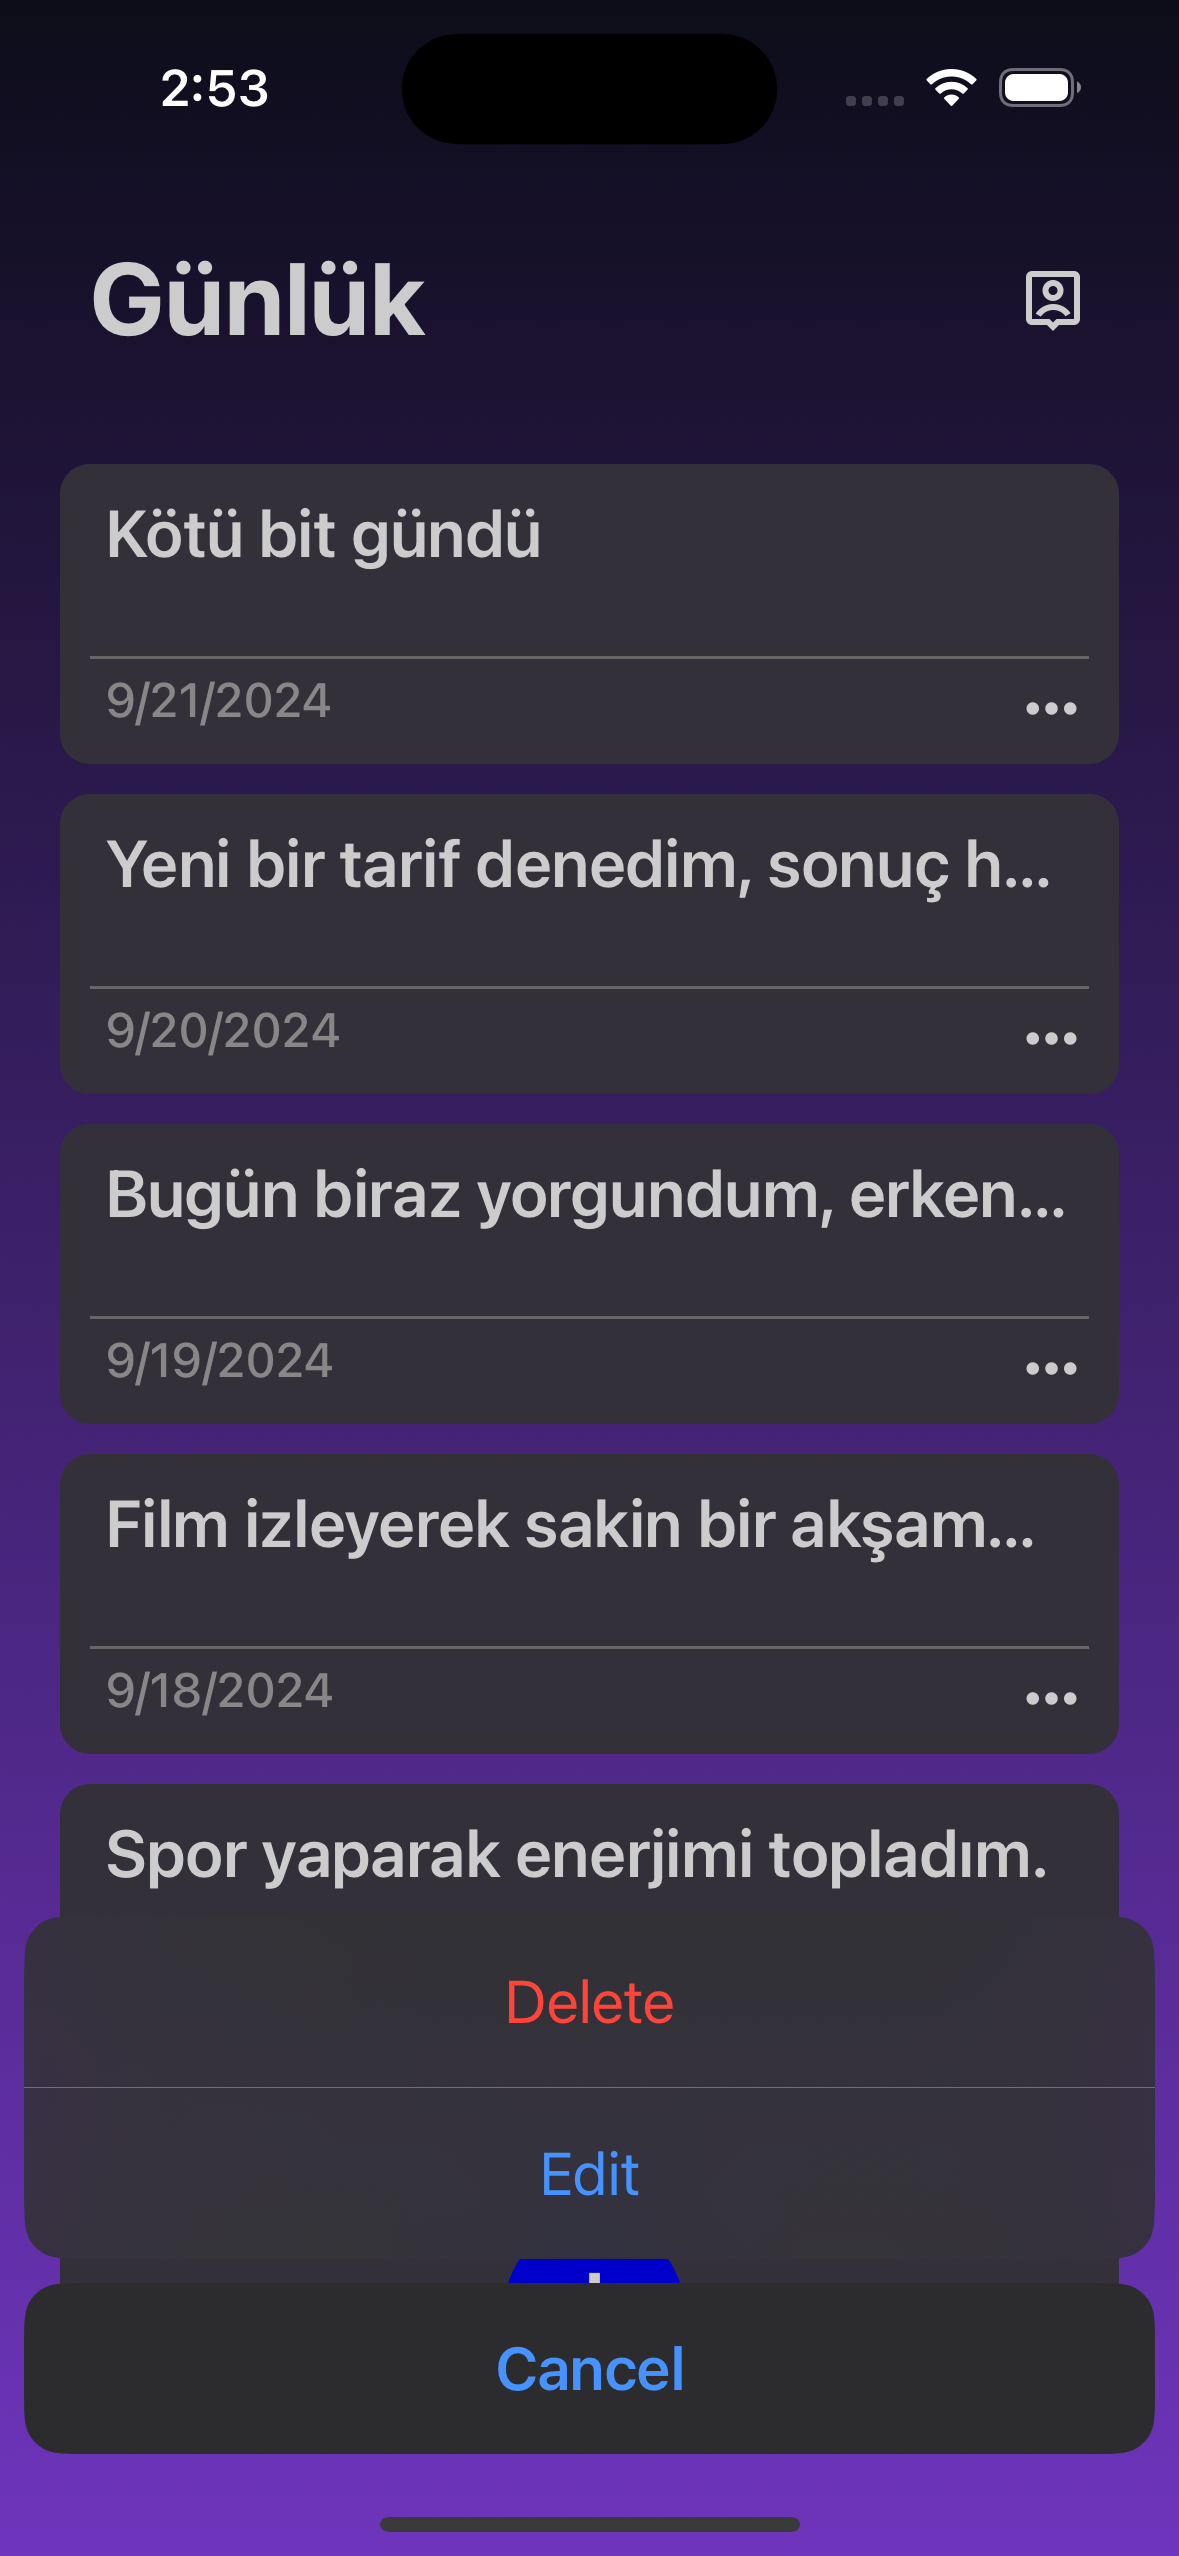 2:53
Günlük
Kötü bit gündü
9/21/2024
Yeni bir tarif denedim, sonuç h...
9/20/2024
Bugün biraz yorgundum, erken...
9/19/2024
Film izleyerek sakin bir akşam...
9/18/2024
Spor yaparak enerjimi topladım.
Delete
Edit
Cancel